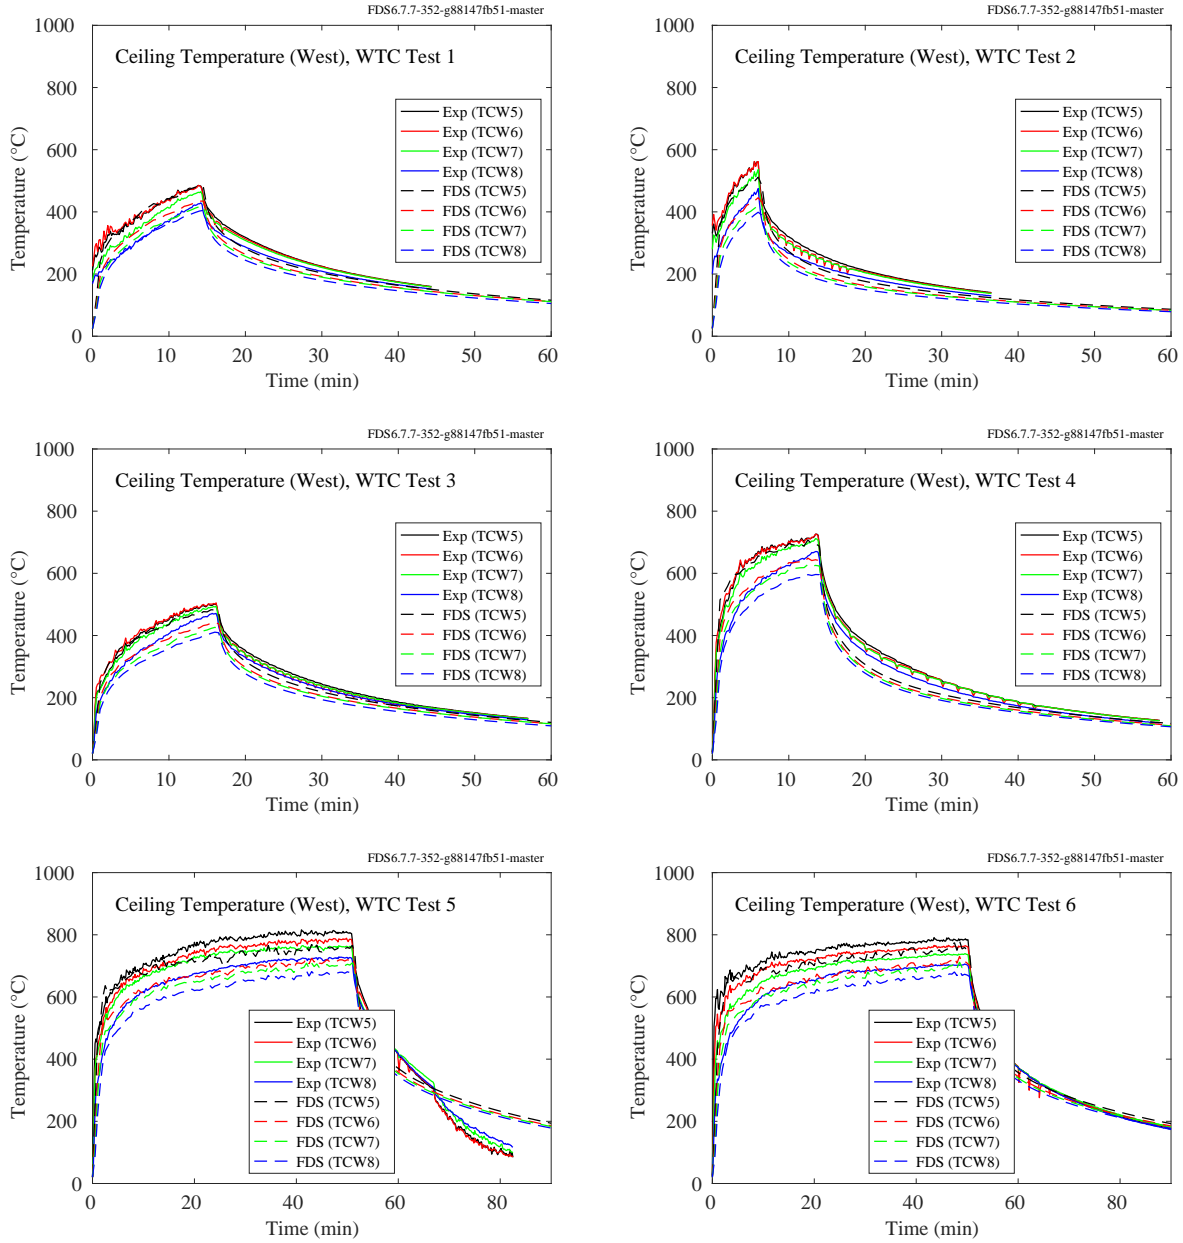 FDS6.7.7-352-g88147fb51-master
Ceiling Temperature (West), WTC Test 1
1000
800
600
400
200
0
Temperature (°C)
Exp (TCW5)
Exp (TCW6)
Exp (TCW7)
Exp (TCW8)
FDS (TCW5)
FDS (TCW6)
FDS (TCW7)
FDS (TCW8)
0 10 20 30 40 50 60
Time (min)
FDS6.7.7-352-g88147fb51-master
Ceiling Temperature (West), WTC Test 2
1000
800
600
400
200
0
Temperature (°C)
Exp (TCW5)
Exp (TCW6)
Exp (TCW7)
Exp (TCW8)
FDS (TCW5)
FDS (TCW6)
FDS (TCW7)
FDS (TCW8)
0 10 20 30 40 50 60
Time (min)
FDS6.7.7-352-g88147fb51-master
Ceiling Temperature (West), WTC Test 3
1000
800
600
400
200
0
Temperature (°C)
Exp (TCW5)
Exp (TCW6)
Exp (TCW7)
Exp (TCW8)
FDS (TCW5)
FDS (TCW6)
FDS (TCW7)
FDS (TCW8)
0 10 20 30 40 50 60
Time (min)
FDS6.7.7-352-g88147fb51-master
Ceiling Temperature (West), WTC Test 4
1000
800
600
400
200
0
Temperature (°C)
Exp (TCW5)
Exp (TCW6)
Exp (TCW7)
Exp (TCW8)
FDS (TCW5)
FDS (TCW6)
FDS (TCW7)
FDS (TCW8)
0 10 20 30 40 50 60
Time (min)
FDS6.7.7-352-g88147fb51-master
Ceiling Temperature (West), WTC Test 5
1000
800
600
400
200
0
Temperature (°C)
Exp (TCW5)
Exp (TCW6)
Exp (TCW7)
Exp (TCW8)
FDS (TCW5)
FDS (TCW6)
FDS (TCW7)
FDS (TCW8)
0 20 40 60 80
Time (min)
FDS6.7.7-352-g88147fb51-master
Ceiling Temperature (West), WTC Test 6
1000
800
600
400
200
0
Temperature (°C)
Exp (TCW5)
Exp (TCW6)
Exp (TCW7)
Exp (TCW8)
FDS (TCW5)
FDS (TCW6)
FDS (TCW7)
FDS (TCW8)
0 20 40 60 80
Time (min)